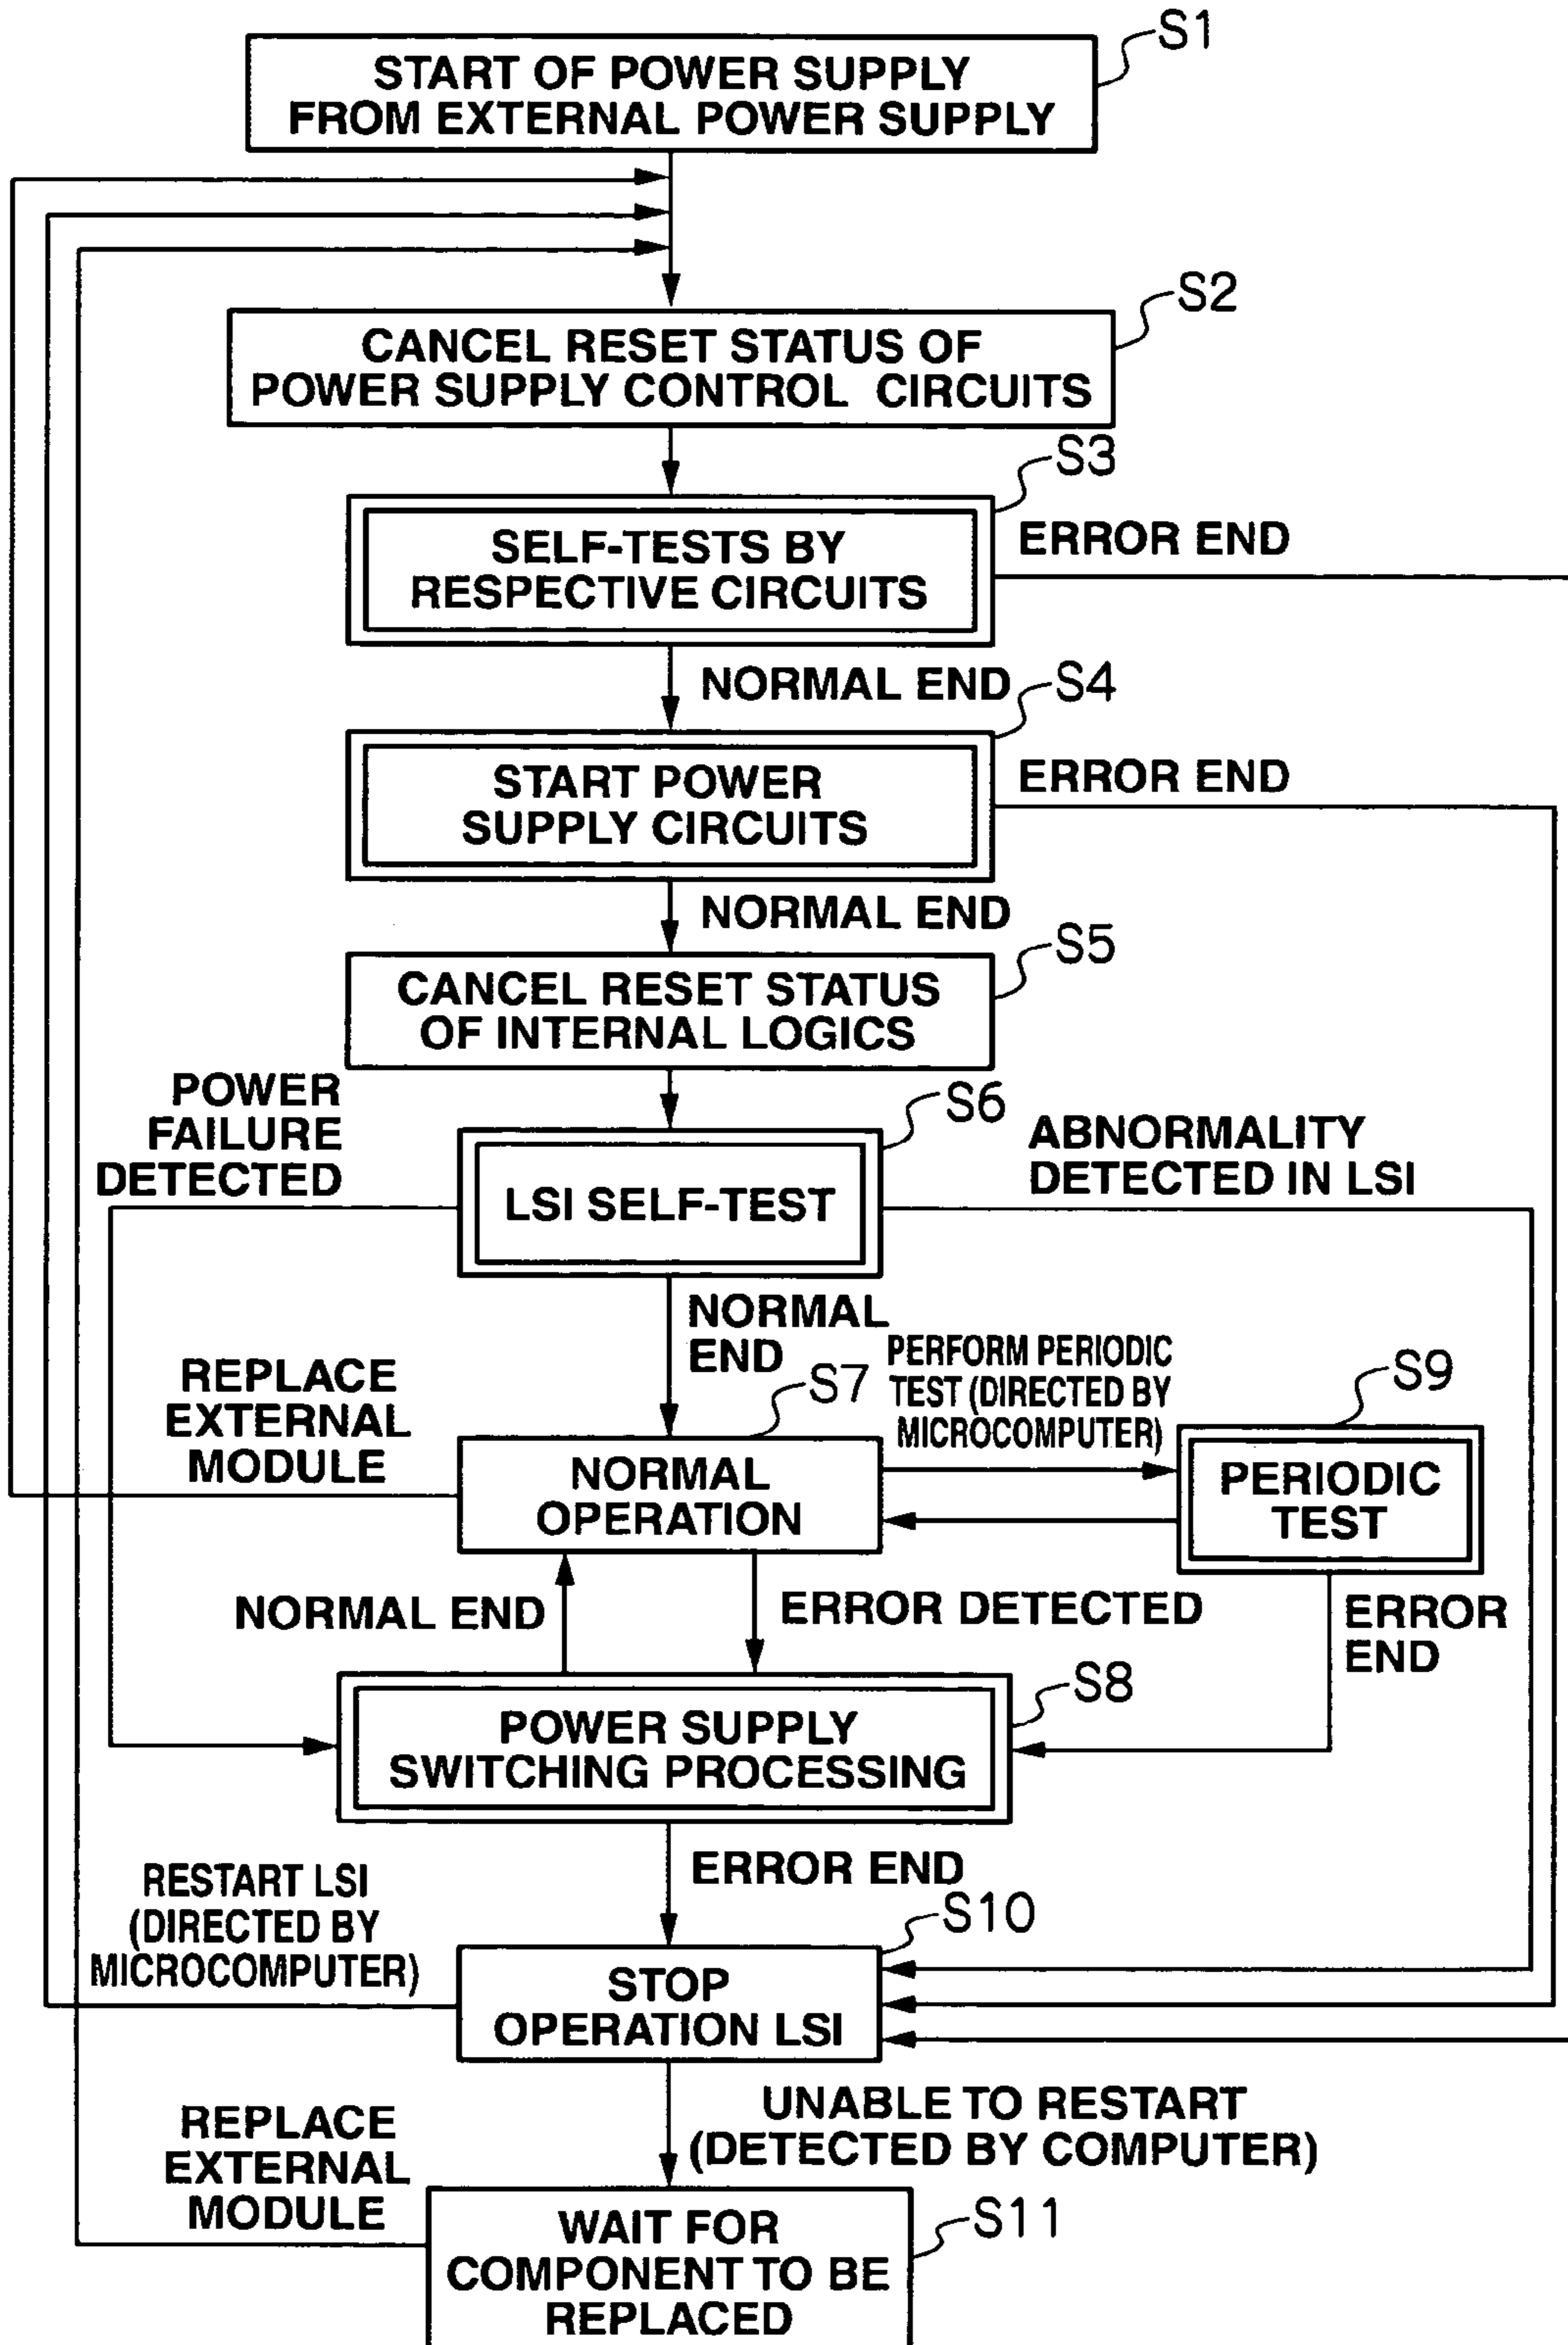 S1
START OF POWER SUPPLY
FROM EXTERNAL POWER SUPPLY
S2
CANCEL RESET STATUS OF
POWER SUPPLY CONTROL CIRCUITS
S3
SELF-TESTS BY
RESPECTIVE CIRCUITS
ERROR END
NORMAL END
S4
START POWER
SUPPLY CIRCUITS
ERROR END
NORMAL END
S5
CANCEL RESET STATUS
OF INTERNAL LOGICS
POWER
FAILURE
DETECTED
S6
LSI SELF-TEST
ABNORMALITY
DETECTED IN LSI
NORMAL
END
REPLACE
EXTERNAL
MODULE
S7
NORMAL
OPERATION
PERFORM PERIODIC
TEST (DIRECTED BY
MICROCOMPUTER)
S9
PERIODIC
TEST
NORMAL END
ERROR DETECTED
ERROR
END
S8
POWER SUPPLY
SWITCHING PROCESSING
ERROR END
RESTART LSI
(DIRECTED BY
MICROCOMPUTER)
S10
STOP
OPERATION LSI
UNABLE TO RESTART
(DETECTED BY COMPUTER)
REPLACE
EXTERNAL
MODULE
S11
WAIT FOR
COMPONENT TO BE
REPLACED